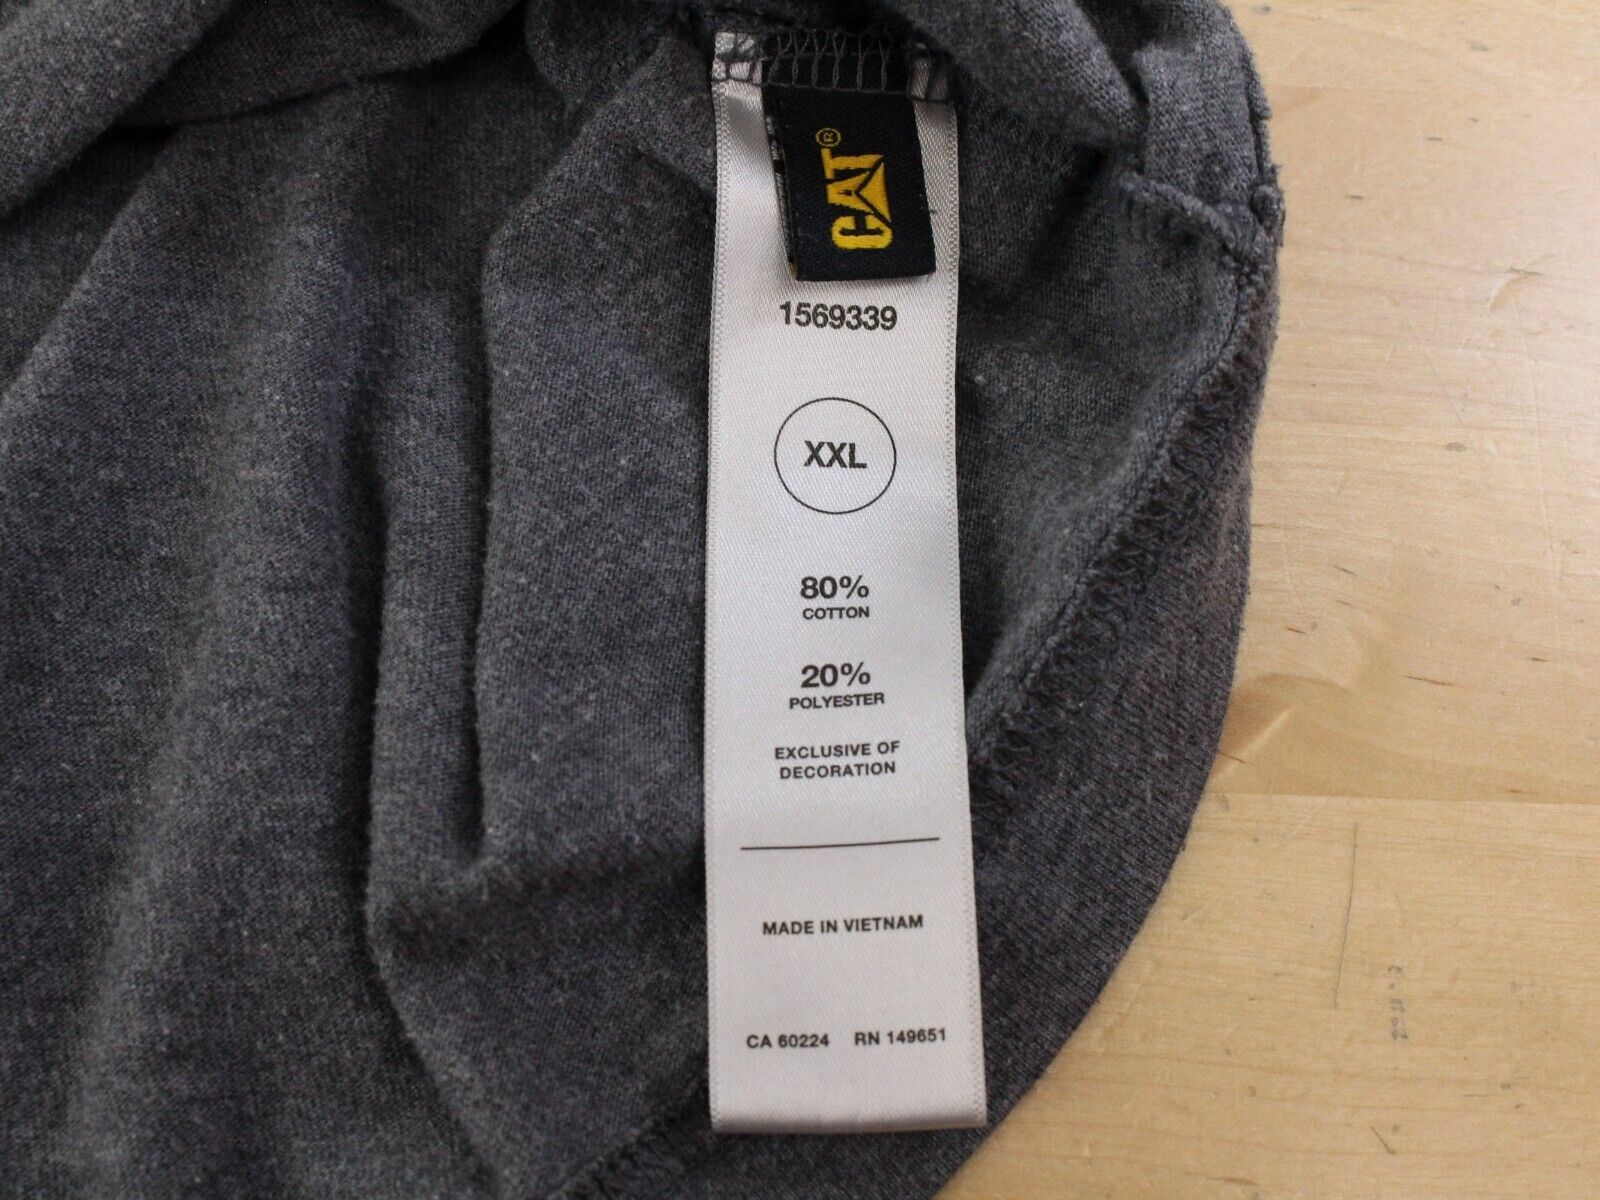 CAT®
1569339
XXL
80%
COTTON
20%
POLYESTER
EXCLUSIVE OF
DECORATION
MADE IN VIETNAM
CA 60224 RN 149651